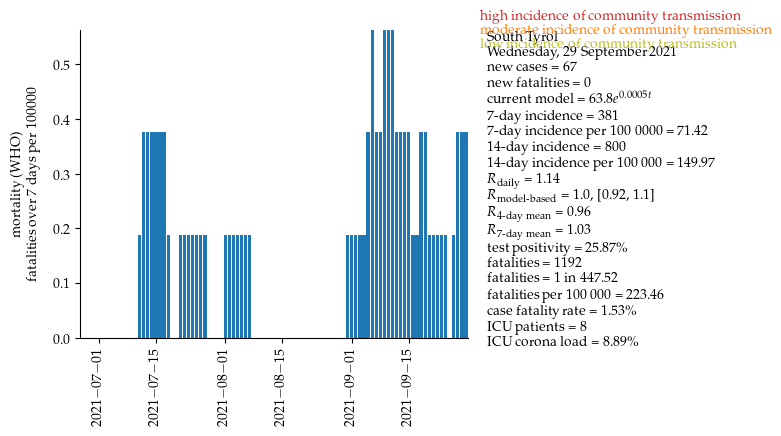 high incidence of community transmission
moderate incidence of community transmission
low incidence of community transmission
South Tyrol
Wednesday, 29 September 2021
new cases = 67
new fatalities = 0
current model = 63.8e^0.0005t
7-day incidence = 381
7-day incidence per 100 0000 = 71.42
14-day incidence = 800
14-day incidence per 100 000 = 149.97
R_daily = 1.14
R_model-based = 1.0, [0.92, 1.1]
R_4-day mean = 0.96
R_7-day mean = 1.03
test positivity = 25.87%
fatalities = 1192
fatalities = 1 in 447.52
fatalities per 100 000 = 223.46
case fatality rate = 1.53%
ICU patients = 8
ICU corona load = 8.89%
mortality (WHO)
fatalities over 7 days per 100000
0.5
0.4
0.3
0.2
0.1
0.0
2021−07−01
2021−07−15
2021−08−01
2021−08−15
2021−09−01
2021−09−15